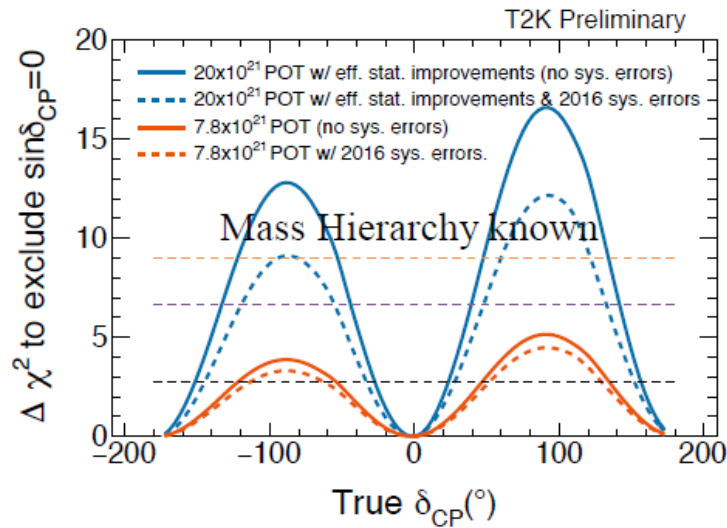 T2K Preliminary
20x10²¹ POT w/ eff. stat. improvements (no sys. errors)
20x10²¹ POT w/ eff. stat. improvements & 2016 sys. errors
7.8x10²¹ POT (no sys. errors)
7.8x10²¹ POT w/ 2016 sys. errors.
Mass Hierarchy known
Δ χ² to exclude sinδCP=0
20
15
10
5
0
−200 −100 0 100 200
True δCP(°)